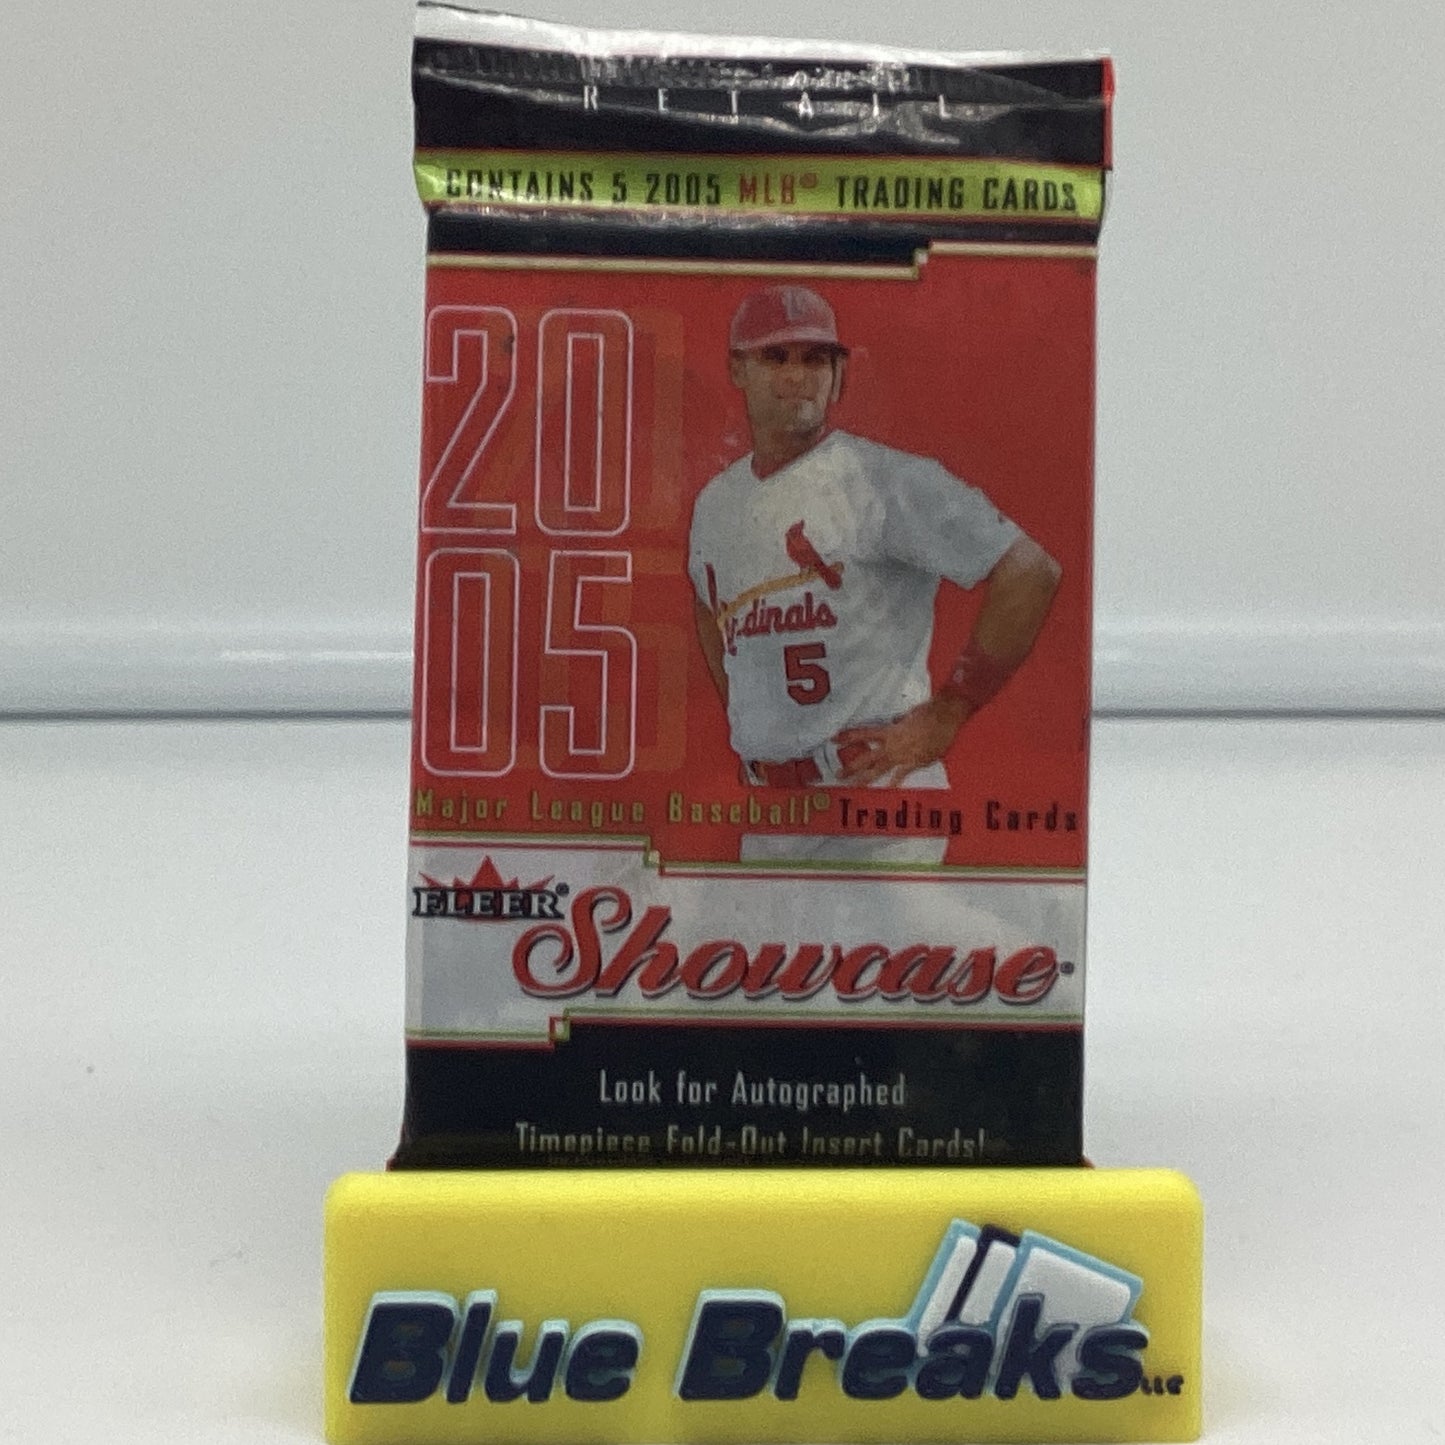 RETAIL
CONTAINS 5 2005 MLB® TRADING CARDS
20
05
Cardinals
5
Major League Baseball® Trading Cards
FLEER®
Showcase®
Look for Autographed
Timepiece Fold-Out Insert Cards!
Blue Breaks LLC